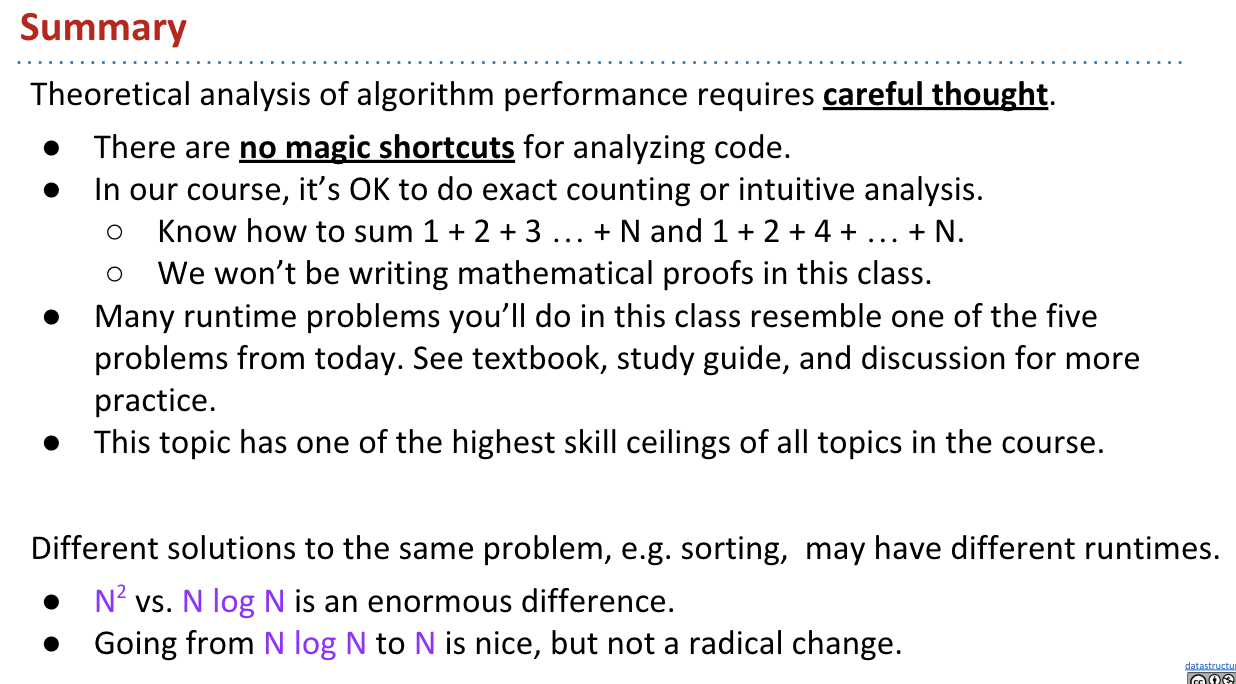 Summary
Theoretical analysis of algorithm performance requires careful thought.
● There are no magic shortcuts for analyzing code.
● In our course, it’s OK to do exact counting or intuitive analysis.
○ Know how to sum 1 + 2 + 3 … + N and 1 + 2 + 4 + … + N.
○ We won’t be writing mathematical proofs in this class.
● Many runtime problems you’ll do in this class resemble one of the five
problems from today. See textbook, study guide, and discussion for more
practice.
● This topic has one of the highest skill ceilings of all topics in the course.
Different solutions to the same problem, e.g. sorting,  may have different runtimes.
● N² vs. N log N is an enormous difference.
● Going from N log N to N is nice, but not a radical change.
datastructur